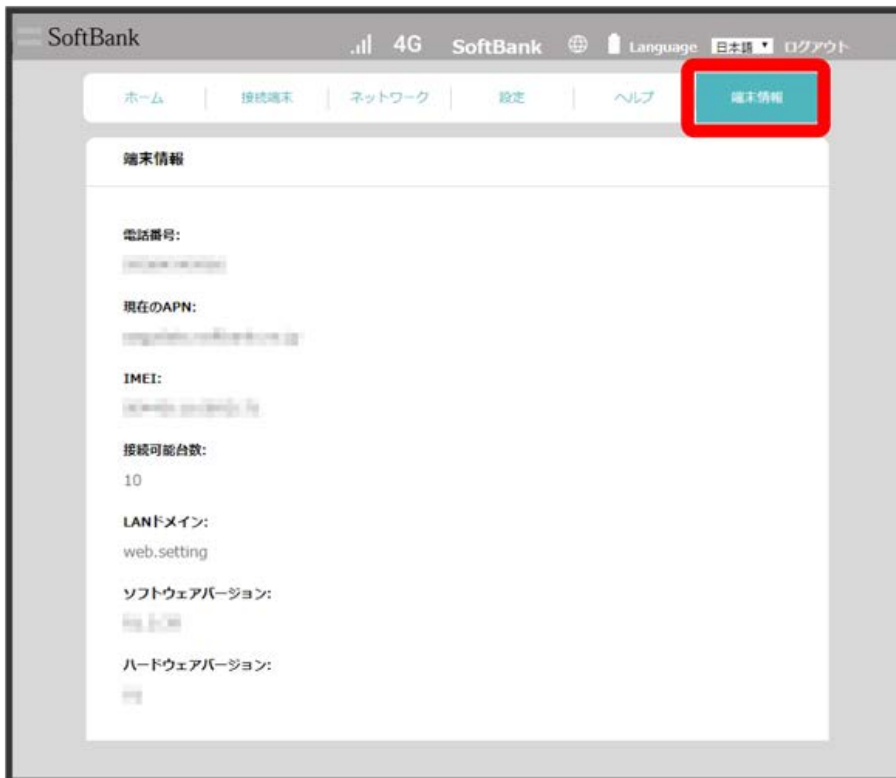 SoftBank
4G SoftBank Language 日本語 ログアウト
ホーム 接続端末 ネットワーク 設定 ヘルプ 端末情報
端末情報
電話番号:
現在のAPN:
IMEI:
接続可能台数:
10
LANドメイン:
web.setting
ソフトウェアバージョン:
ハードウェアバージョン: